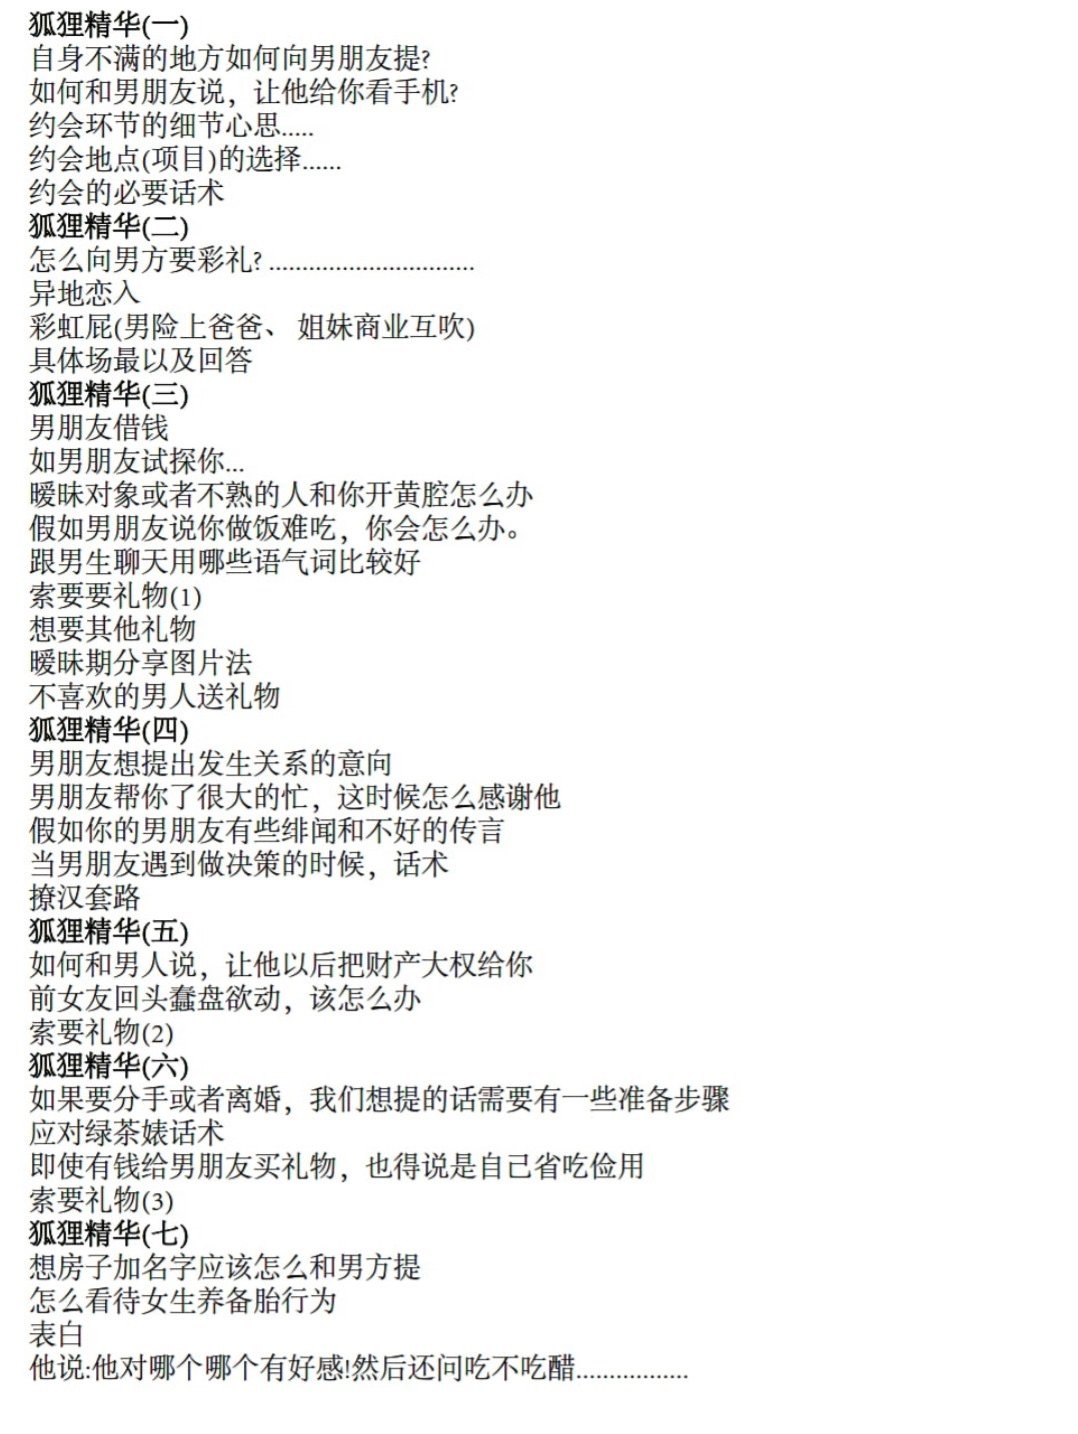 狐狸精华(一)
自身不满的地方如何向男朋友提?
如何和男朋友说，让他给你看手机?
约会环节的细节心思.....
约会地点(项目)的选择......
约会的必要话术
狐狸精华(二)
怎么向男方要彩礼? ...............................
异地恋入
彩虹屁(男险上爸爸、 姐妹商业互吹)
具体场最以及回答
狐狸精华(三)
男朋友借钱
如男朋友试探你...
暧昧对象或者不熟的人和你开黄腔怎么办
假如男朋友说你做饭难吃，你会怎么办。
跟男生聊天用哪些语气词比较好
索要要礼物(1)
想要其他礼物
暧昧期分享图片法
不喜欢的男人送礼物
狐狸精华(四)
男朋友想提出发生关系的意向
男朋友帮你了很大的忙，这时候怎么感谢他
假如你的男朋友有些绯闻和不好的传言
当男朋友遇到做决策的时候，话术
撩汉套路
狐狸精华(五)
如何和男人说，让他以后把财产大权给你
前女友回头蠢盘欲动，该怎么办
索要礼物(2)
狐狸精华(六)
如果要分手或者离婚，我们想提的话需要有一些准备步骤
应对绿茶婊话术
即使有钱给男朋友买礼物，也得说是自己省吃俭用
索要礼物(3)
狐狸精华(七)
想房子加名字应该怎么和男方提
怎么看待女生养备胎行为
表白
他说:他对哪个哪个有好感!然后还问吃不吃醋.................